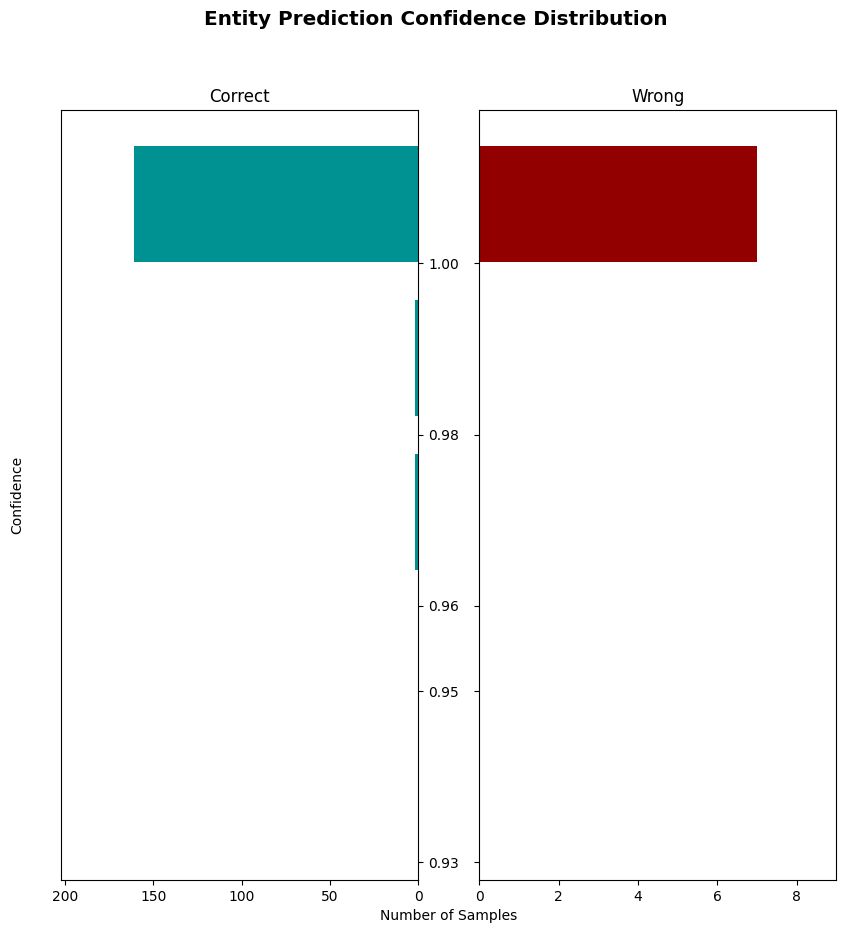 Entity Prediction Confidence Distribution
Correct
Wrong
Confidence
1.00
0.98
0.96
0.95
0.93
200 150 100 50 0
0 2 4 6 8
Number of Samples